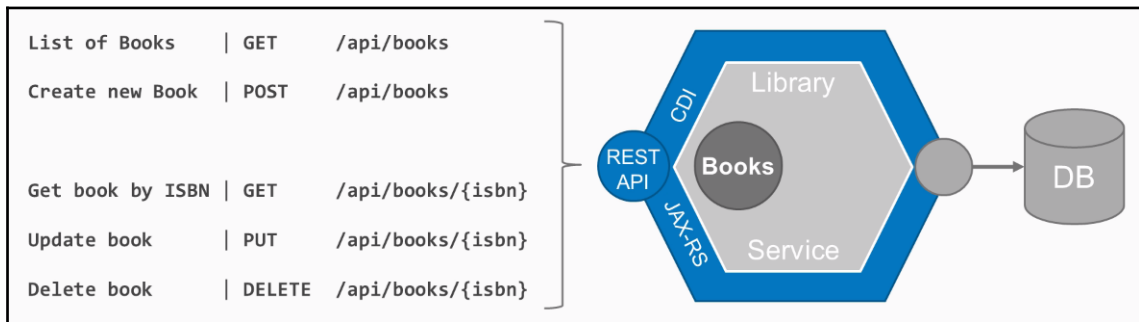 List of Books | GET /api/books
Create new Book | POST /api/books
Get book by ISBN | GET /api/books/{isbn}
Update book | PUT /api/books/{isbn}
Delete book | DELETE /api/books/{isbn}
Library
CDI
REST
API
Books
JAX-RS
Service
DB